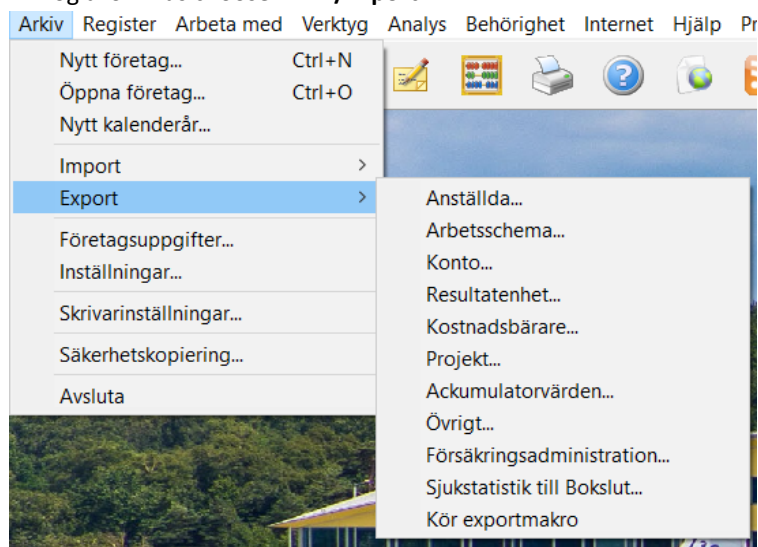 Arkiv Register Arbeta med Verktyg Analys Behörighet Internet Hjälp
Nytt företag... Ctrl+N
Öppna företag... Ctrl+O
Nytt kalenderår...
Import >
Export >
Företagsuppgifter...
Inställningar...
Skrivarinställningar...
Säkerhetskopiering...
Avsluta
Anställda...
Arbetsschema...
Konto...
Resultatenhet...
Kostnadsbärare...
Projekt...
Ackumulatorvärden...
Övrigt...
Försäkringsadministration...
Sjukstatistik till Bokslut...
Kör exportmakro